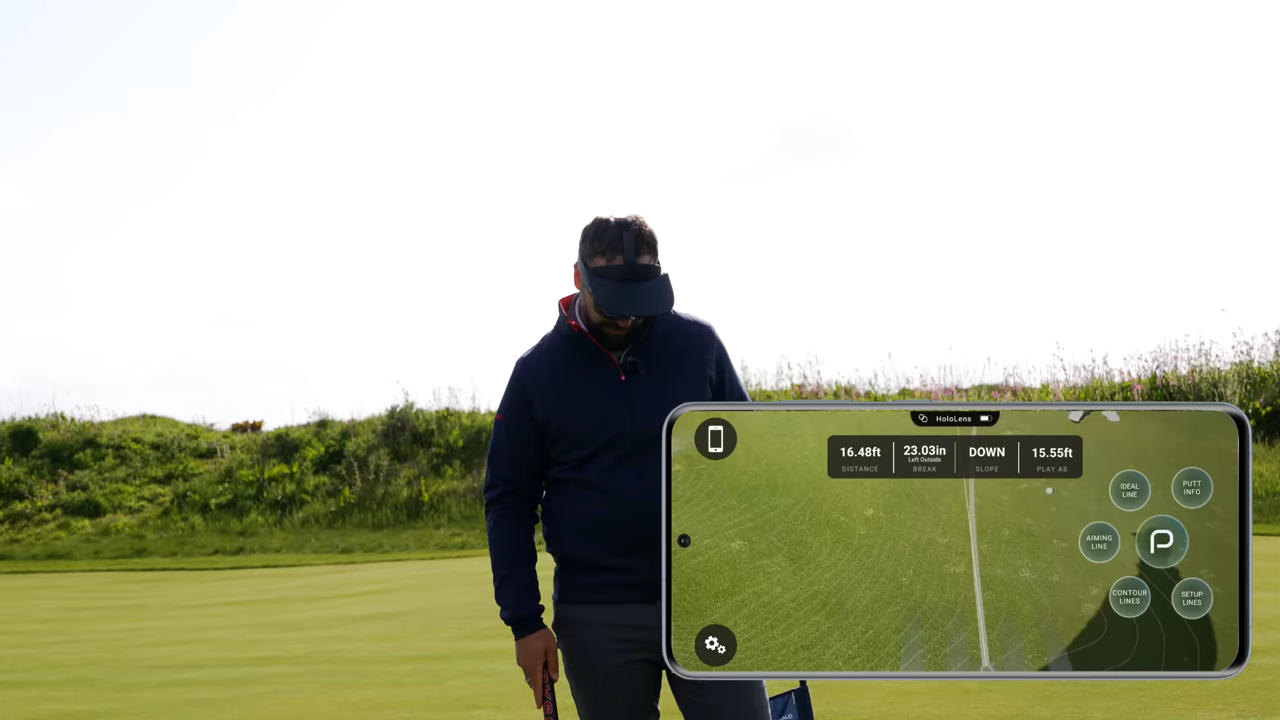 HoloLens
16.48ft
DISTANCE
23.03in
Left Outside
BREAK
DOWN
SLOPE
15.55ft
PLAY AS
IDEAL
LINE
PUTT
INFO
AIMING
LINE
CONTOUR
LINES
SETUP
LINES